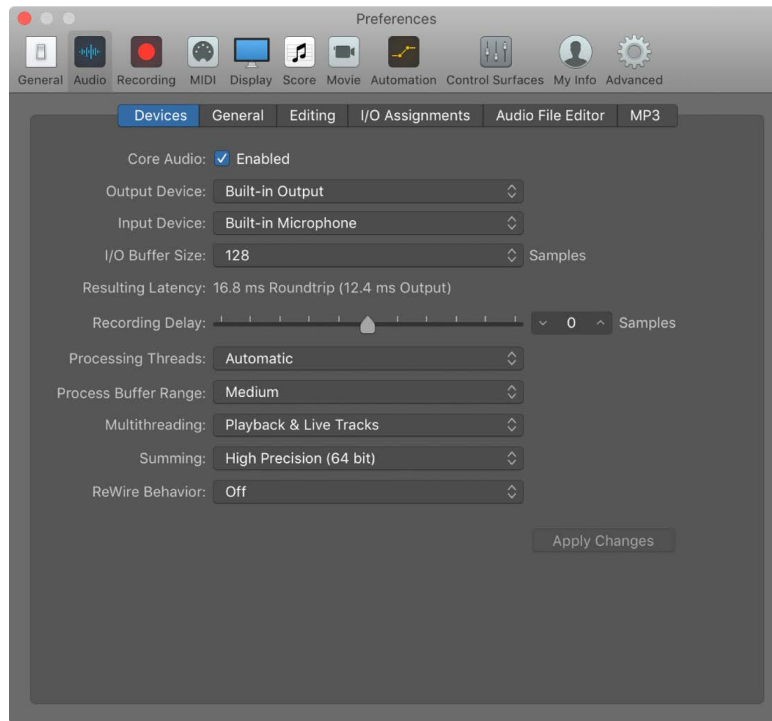 Preferences
General Audio Recording MIDI Display Score Movie Automation Control Surfaces My Info Advanced
Devices General Editing I/O Assignments Audio File Editor MP3
Core Audio: Enabled
Output Device: Built-in Output
Input Device: Built-in Microphone
I/O Buffer Size: 128 Samples
Resulting Latency: 16.8 ms Roundtrip (12.4 ms Output)
Recording Delay: 0 Samples
Processing Threads: Automatic
Process Buffer Range: Medium
Multithreading: Playback & Live Tracks
Summing: High Precision (64 bit)
ReWire Behavior: Off
Apply Changes